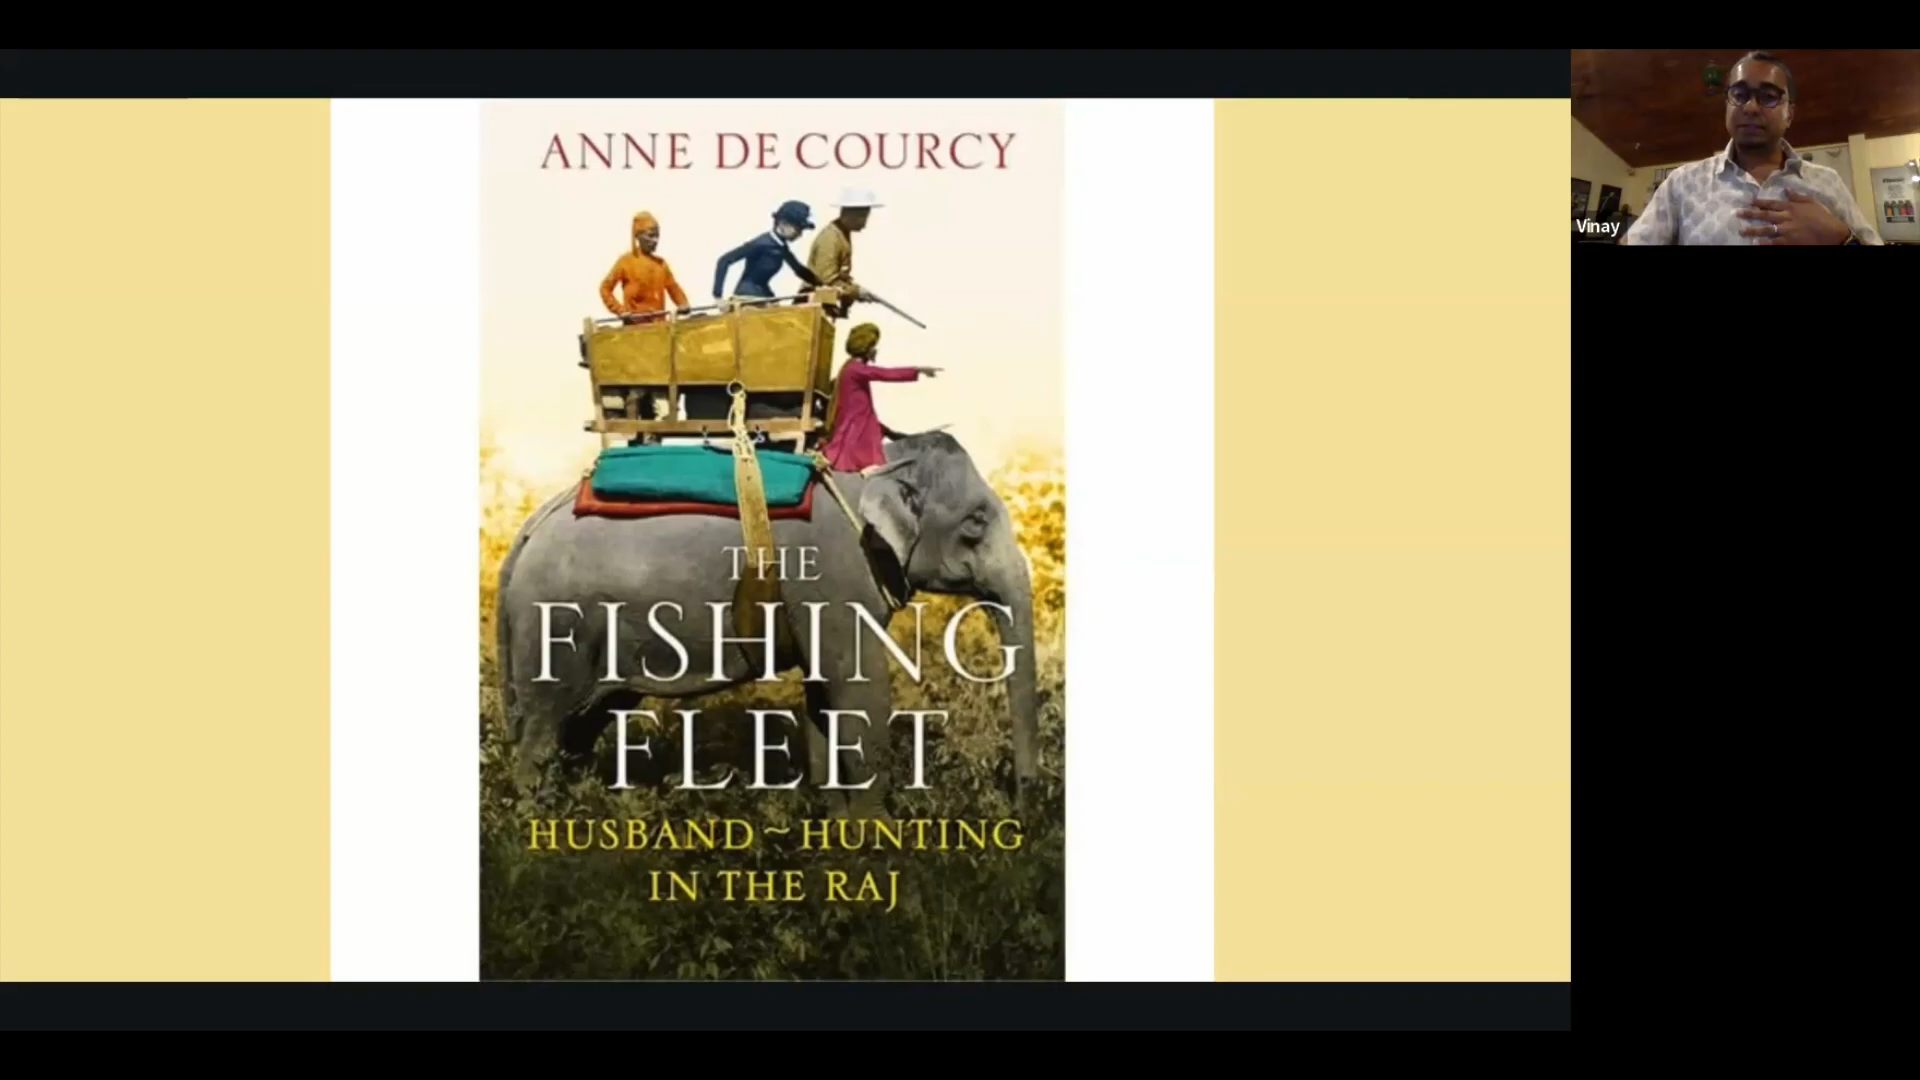 ANNE DE COURCY
THE
FISHING
FLEET
HUSBAND~HUNTING
IN THE RAJ
Vinay